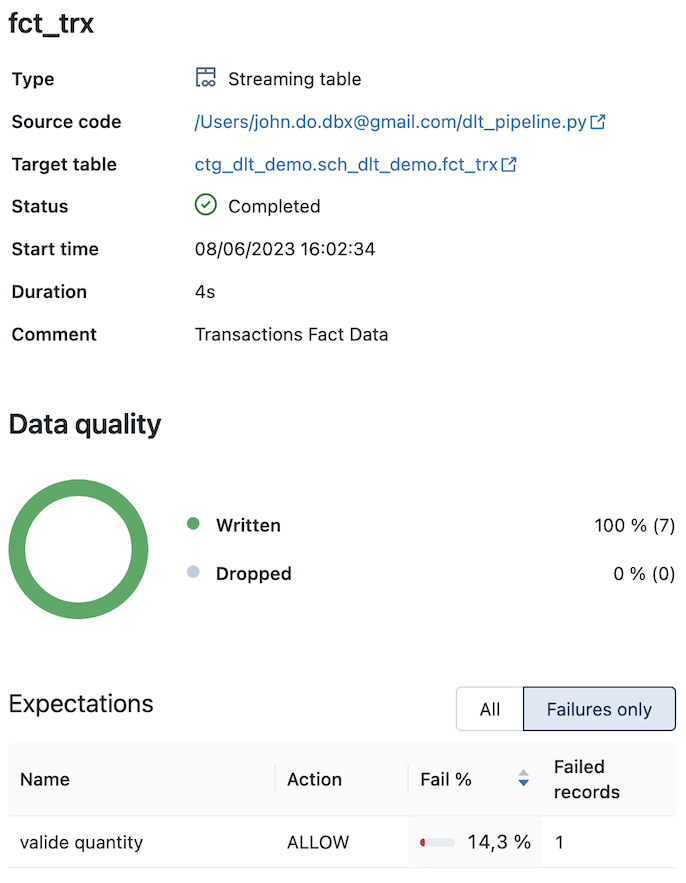 fct_trx
Type Streaming table
Source code /Users/john.do.dbx@gmail.com/dlt_pipeline.py
Target table ctg_dlt_demo.sch_dlt_demo.fct_trx
Status Completed
Start time 08/06/2023 16:02:34
Duration 4s
Comment Transactions Fact Data
Data quality
Written 100 % (7)
Dropped 0 % (0)
Expectations All Failures only
Name Action Fail % Failed records
valide quantity ALLOW 14,3 % 1